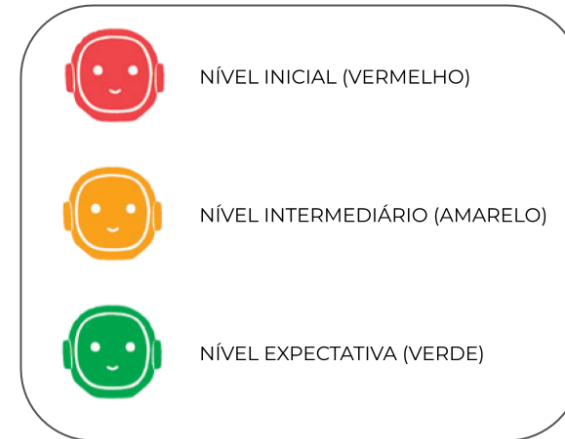 NÍVEL INICIAL (VERMELHO)
NÍVEL INTERMEDIÁRIO (AMARELO)
NÍVEL EXPECTATIVA (VERDE)